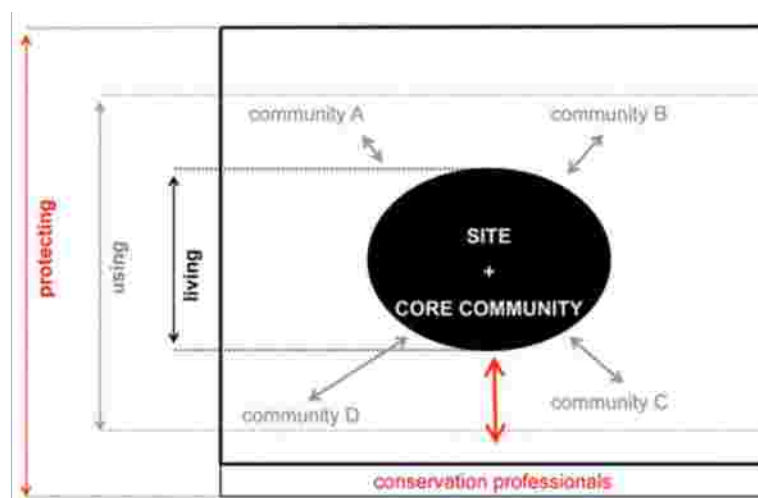 community A
community B
protecting
using
living
SITE
+
CORE COMMUNITY
community D
community C
conservation professionals